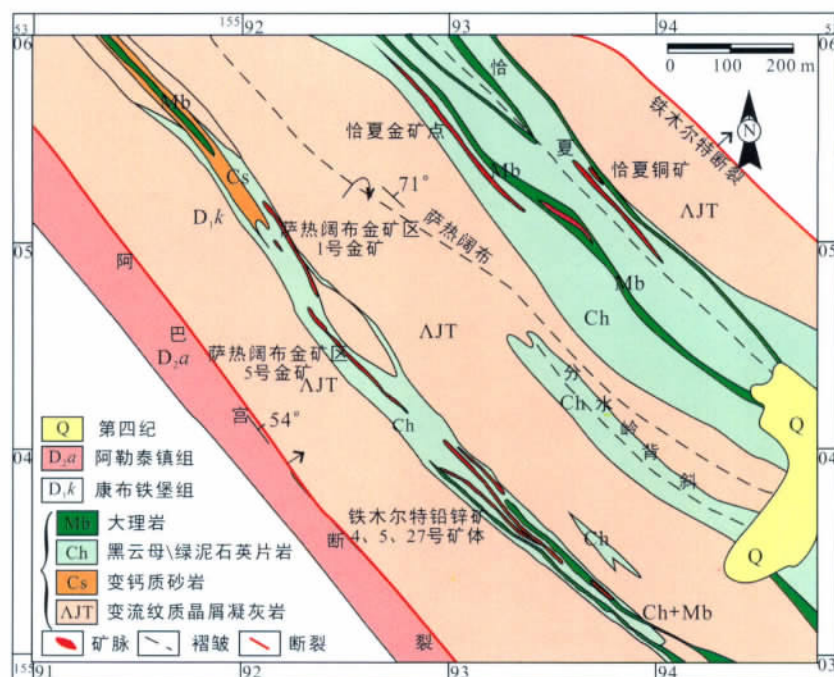 155
92
93
94
53
06
53
06
0 100 200 m
N
铁木尔特断裂
恰
夏
恰夏金矿点
恰夏铜矿
Mb
Mb
Mb
Cs
D₁k
71°
萨热阔布
萨热阔布金矿区
1号金矿
ΛJT
ΛJT
ΛJT
05
05
Ch
阿
巴
宫
断
裂
D₂a
萨热阔布金矿区
5号金矿
54°
Ch
分
水
岭
背
斜
Ch
Q
Q
04
04
铁木尔特铅锌矿
4、5、27号矿体
Ch
Ch+Mb
Q 第四纪
D₂a 阿勒泰镇组
D₁k 康布铁堡组
Mb 大理岩
Ch 黑云母\绿泥石英片岩
Cs 变钙质砂岩
ΛJT 变流纹质晶屑凝灰岩
矿脉 褶皱 断裂
155
91
92
93
94
03